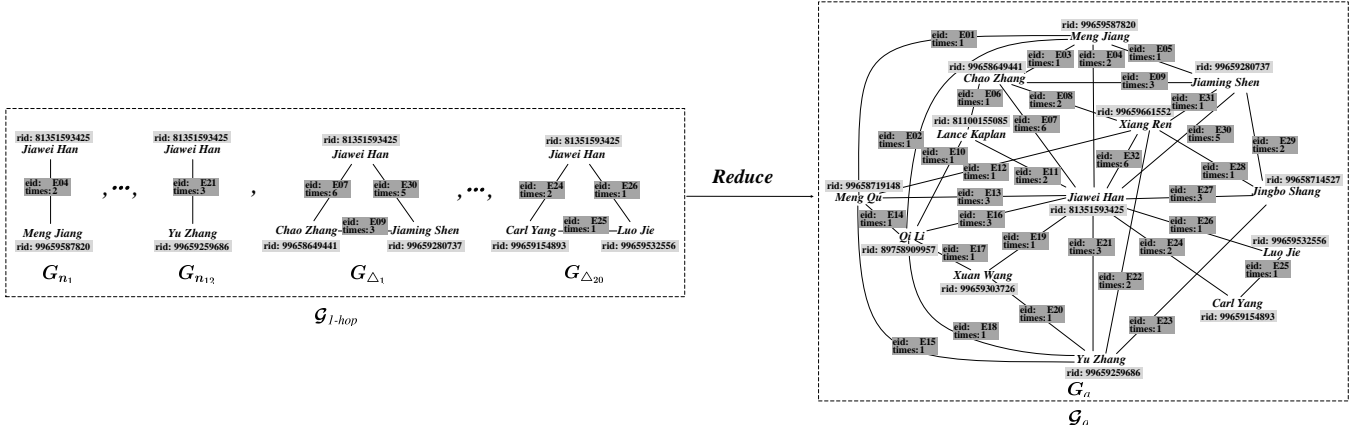 rid: 81351593425
Jiawei Han
eid: E04
times: 2
Meng Jiang
rid: 99659587820
G_{n_1}
, ...,
rid: 81351593425
Jiawei Han
eid: E21
times: 3
Yu Zhang
rid: 99659259686
G_{n_{12}}
,
rid: 81351593425
Jiawei Han
eid: E07
times: 6
eid: E30
times: 5
eid: E09
times: 3
Chao Zhang
Jiaming Shen
rid: 99658649441
rid: 99659280737
G_{△_1}
, ...,
rid: 81351593425
Jiawei Han
eid: E24
times: 2
eid: E26
times: 1
eid: E25
times: 1
Carl Yang
Luo Jie
rid: 99659154893
rid: 99659532556
G_{△_{20}}
G_{1-hop}
Reduce
rid: 99659587820
Meng Jiang
eid: E01
times: 1
eid: E03
times: 1
eid: E04
times: 2
eid: E05
times: 1
rid: 99658649441
Chao Zhang
rid: 99659280737
Jiaming Shen
eid: E09
times: 3
eid: E06
times: 1
eid: E08
times: 2
eid: E31
times: 1
rid: 81100155085
Lance Kaplan
eid: E07
times: 6
rid: 99659661552
Xiang Ren
eid: E30
times: 5
eid: E02
times: 1
eid: E10
times: 1
eid: E29
times: 2
eid: E12
times: 1
eid: E11
times: 2
eid: E32
times: 6
eid: E28
times: 1
rid: 99658719148
Meng Qu
eid: E13
times: 3
Jiawei Han
rid: 81351593425
eid: E27
times: 3
rid: 99658714527
Jingbo Shang
eid: E14
times: 1
eid: E16
times: 3
eid: E26
times: 1
Qi Li
rid: 89758909957
eid: E19
times: 1
eid: E21
times: 3
eid: E24
times: 2
rid: 99659532556
Luo Jie
eid: E17
times: 1
eid: E25
times: 1
Xuan Wang
rid: 99659303726
eid: E22
times: 2
Carl Yang
rid: 99659154893
eid: E20
times: 1
eid: E23
times: 1
eid: E18
times: 1
eid: E15
times: 1
Yu Zhang
rid: 99659259686
G_a
G_0